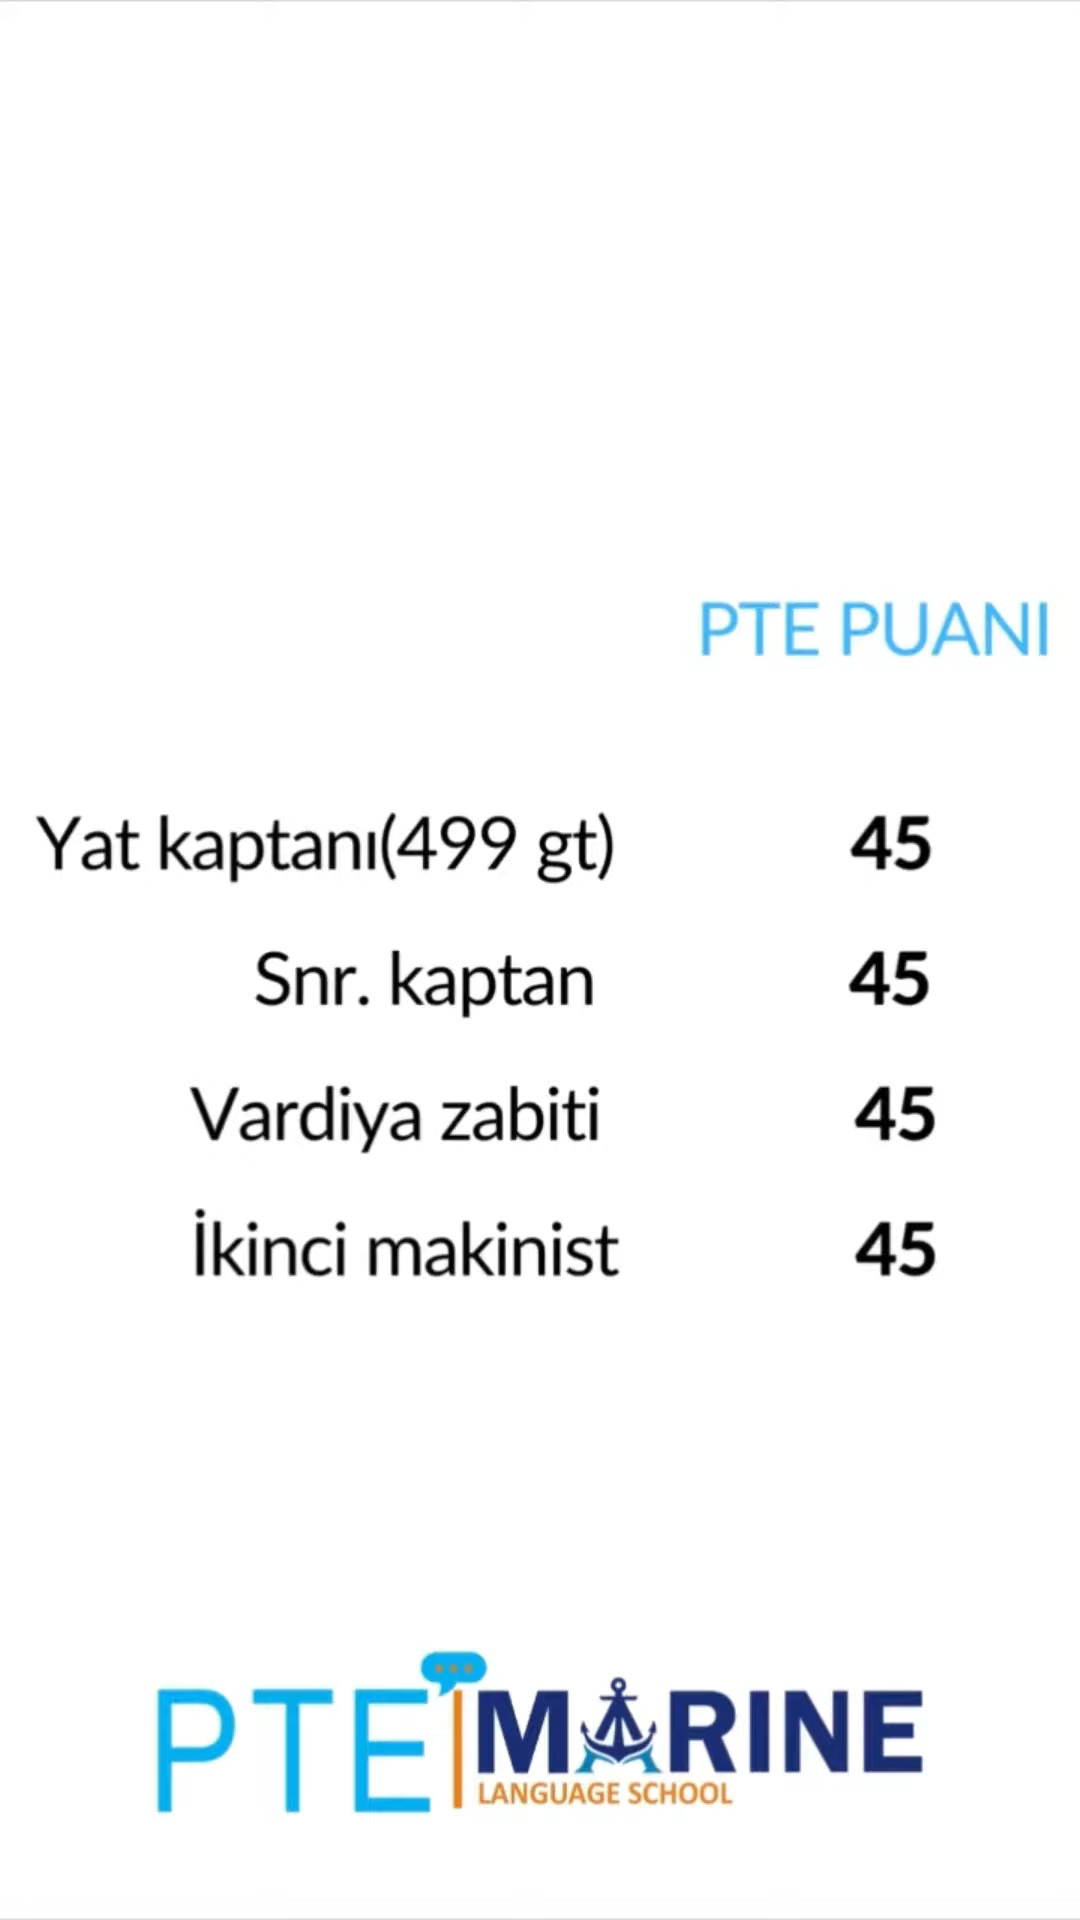 PTE PUANI
Yat kaptanı(499 gt) 45
Snr. kaptan 45
Vardiya zabiti 45
İkinci makinist 45
PTE MARINE
LANGUAGE SCHOOL